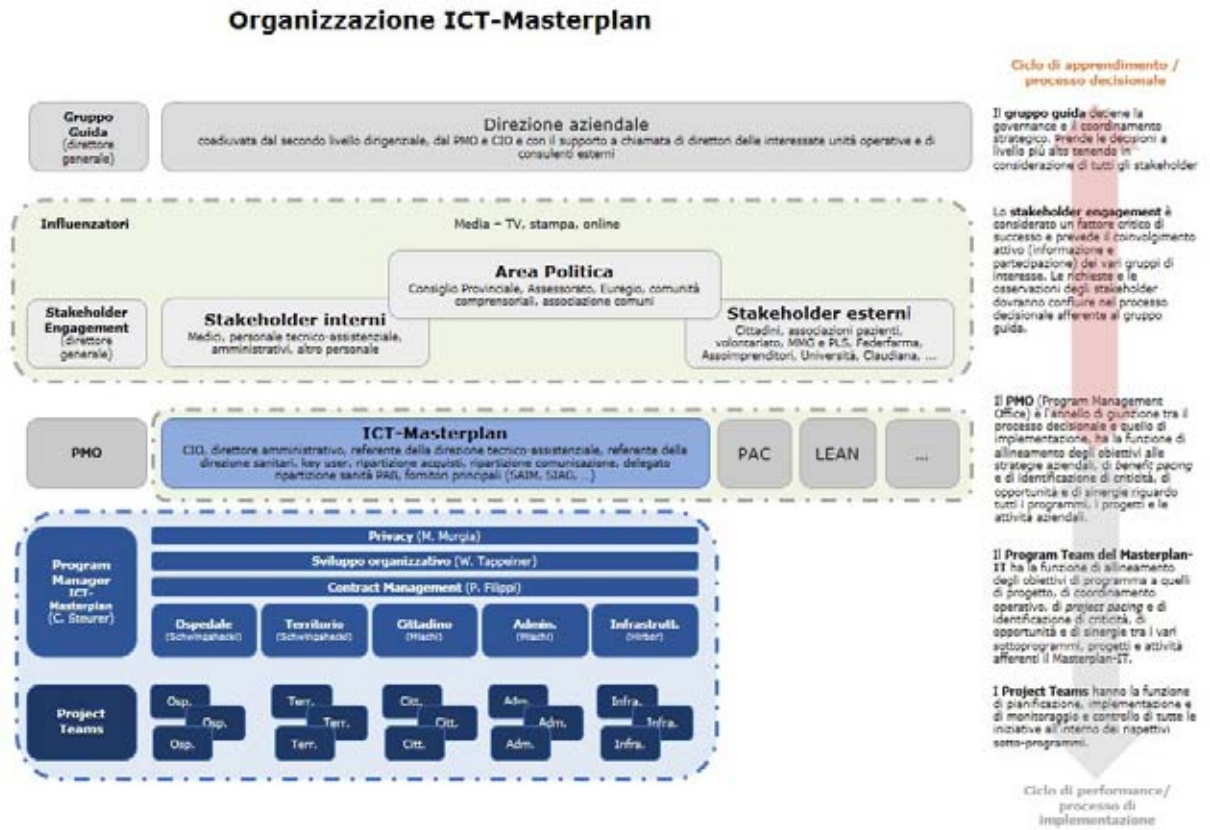 Organizzazione ICT-Masterplan
Ciclo di apprendimento /
processo decisionale
Gruppo
Guida
(direttore
generale)
Direzione aziendale
coadiuvata dal secondo livello dirigenziale, dal PMO e CIO e con il supporto a chiamata di direttori delle interessate unità operative e di
consulenti esterni
Il gruppo guida detiene la
governance e il coordinamento
strategico. Prende le decisioni a
livello più alto tenendo in
considerazione di tutti gli stakeholder
Influenzatori
Media – TV, stampa, online
Area Politica
Consiglio Provinciale, Assessorato, Euregio, comunità
comprensoriali, associazione comuni
Stakeholder
Engagement
(direttore
generale)
Stakeholder interni
Medici, personale tecnico-assistenziale,
amministrativi, altro personale
Stakeholder esterni
Cittadini, associazioni pazienti,
volontariato, MMG e PLS, Federfarma,
Assoimprenditori, Università, Claudiana, ...
Lo stakeholder engagement è
considerato un fattore critico di
successo e prevede il coinvolgimento
attivo (informazione e
partecipazione) dei vari gruppi di
interesse. Le richieste e le
osservazioni degli stakeholder
dovranno confluire nel processo
decisionale afferente al gruppo
guida.
PMO
ICT-Masterplan
CIO, direttore amministrativo, referente della direzione tecnico-assistenziale, referente della
direzione sanitari, key user, ripartizione acquisti, ripartizione comunicazione, delegato
ripartizione sanità PAB, fornitori principali (SAIM, SIAG, ..)
PAC
LEAN
...
Il PMO (Program Management
Office) è l'annello di giunzione tra il
processo decisionale e quello di
implementazione, ha la funzione di
allineamento degli obiettivi alle
strategie aziendali, di benefit pacing
e di identificazione di criticità, di
opportunità e di sinergie riguardo
tutti i programmi, i progetti e le
attività aziendali.
Program
Manager
ICT-
Masterplan
(C. Steurer)
Privacy (M. Murgia)
Sviluppo organizzativo (W. Tappeiner)
Contract Management (P. Filippi)
Ospedale
(Schwingshackl)
Territorio
(Schwingshackl)
Cittadino
(Mlachi)
Admin.
(Mlachi)
Infrastrutt.
(Hirber)
Il Program Team del Masterplan-
IT ha la funzione di allineamento
degli obiettivi di programma a quelli
di progetto, di coordinamento
operativo, di project pacing e di
identificazione di criticità, di
opportunità e di sinergie tra i vari
sottoprogrammi, progetti e attività
afferenti il Masterplan-IT.
Project
Teams
Osp.
Osp.
Osp.
Terr.
Terr.
Terr.
Citt.
Citt.
Citt.
Adm.
Adm.
Adm.
Infra.
Infra.
Infra.
I Project Teams hanno la funzione
di pianificazione, implementazione e
di monitoraggio e controllo di tutte le
iniziative all'interno dei rispettivi
sotto-programmi.
Ciclo di performance/
processo di
implementazione